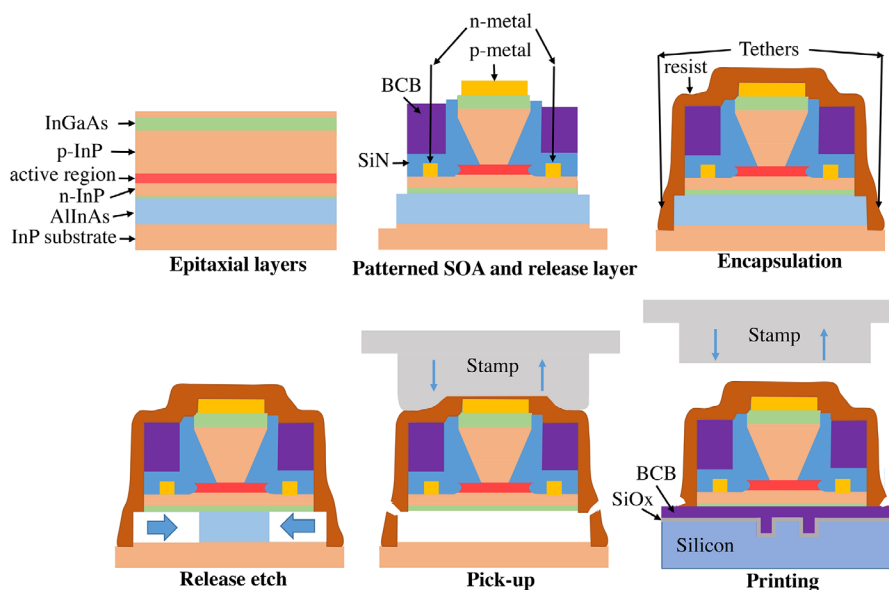 InGaAs
p-InP
active region
n-InP
AlInAs
InP substrate
Epitaxial layers
n-metal
p-metal
BCB
SiN
Patterned SOA and release layer
Tethers
resist
Encapsulation
Release etch
Stamp
Pick-up
Stamp
BCB
SiOx
Silicon
Printing